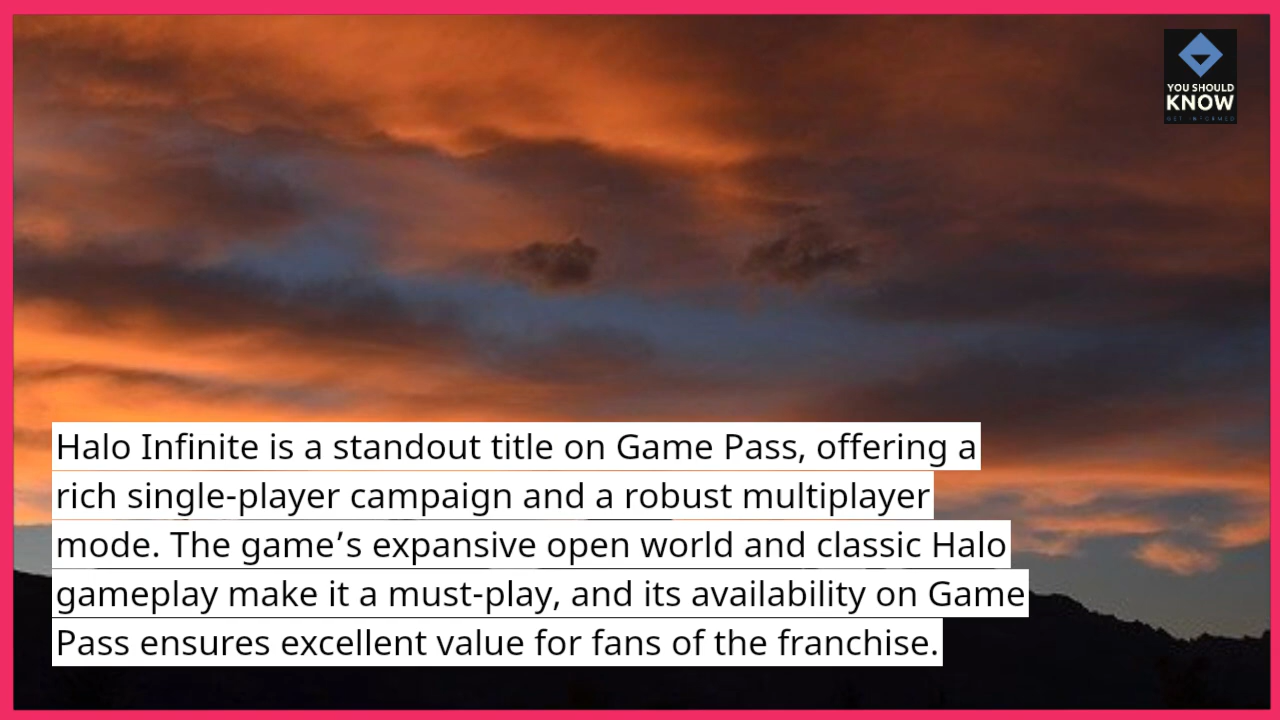 YOU SHOULD
KNOW
GET INFORMED
Halo Infinite is a standout title on Game Pass, offering a
rich single-player campaign and a robust multiplayer
mode. The game’s expansive open world and classic Halo
gameplay make it a must-play, and its availability on Game
Pass ensures excellent value for fans of the franchise.